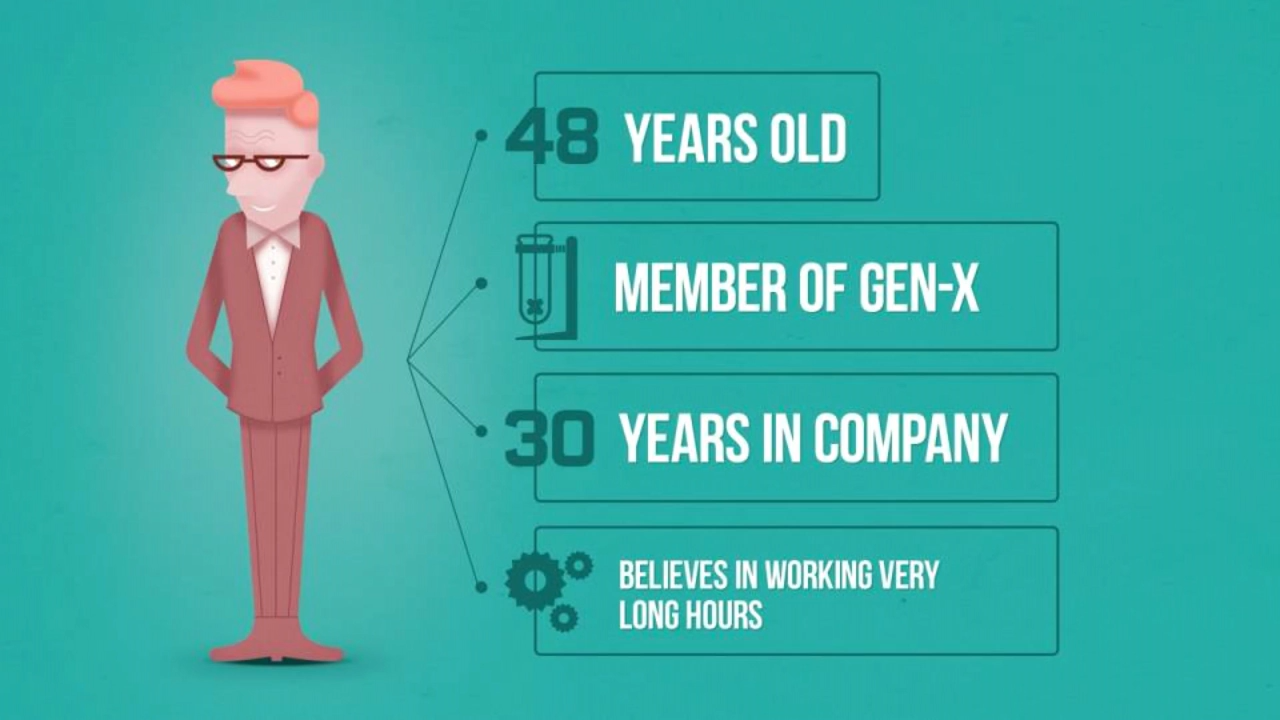 48 YEARS OLD
MEMBER OF GEN-X
30 YEARS IN COMPANY
BELIEVES IN WORKING VERY
LONG HOURS